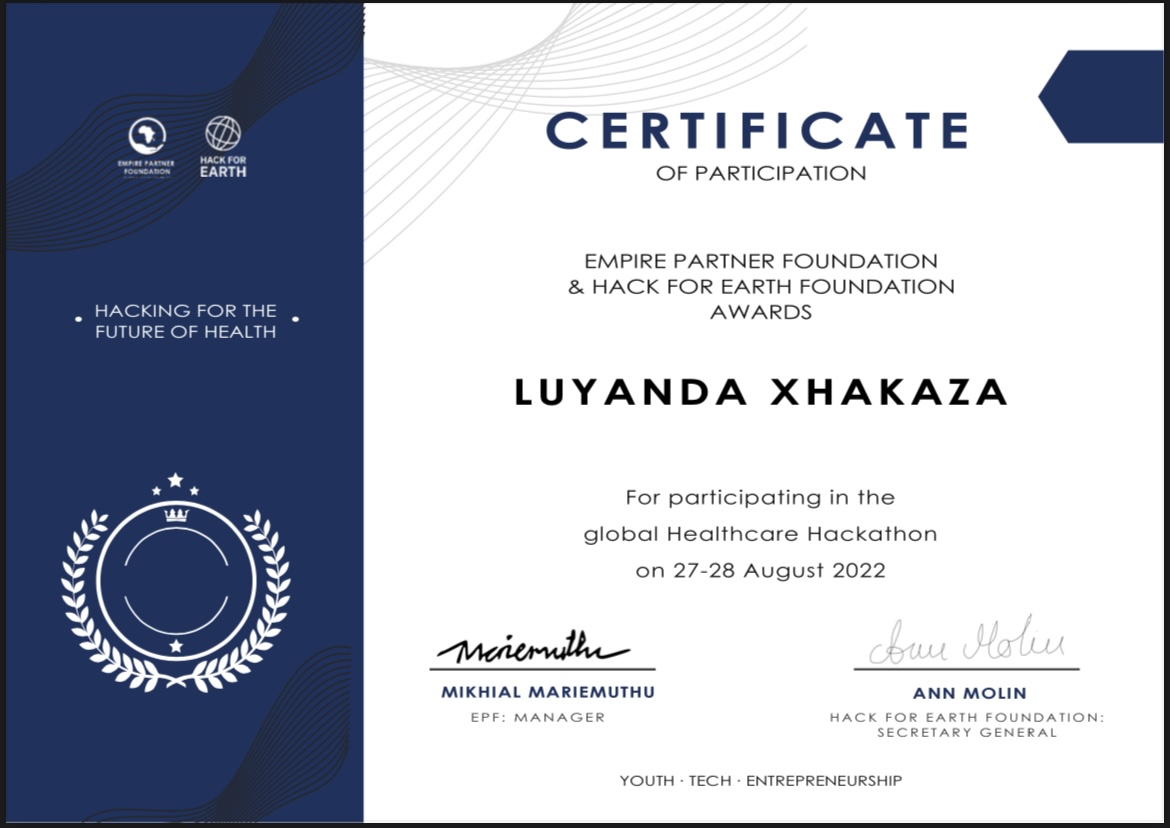 EMPIRE PARTNER
FOUNDATION
HACK FOR
EARTH
• HACKING FOR THE
FUTURE OF HEALTH •
CERTIFICATE
OF PARTICIPATION
EMPIRE PARTNER FOUNDATION
& HACK FOR EARTH FOUNDATION
AWARDS
LUYANDA XHAKAZA
For participating in the
global Healthcare Hackathon
on 27-28 August 2022
Mariemuthu
MIKHIAL MARIEMUTHU
EPF: MANAGER
Ann Molin
ANN MOLIN
HACK FOR EARTH FOUNDATION:
SECRETARY GENERAL
YOUTH · TECH · ENTREPRENEURSHIP